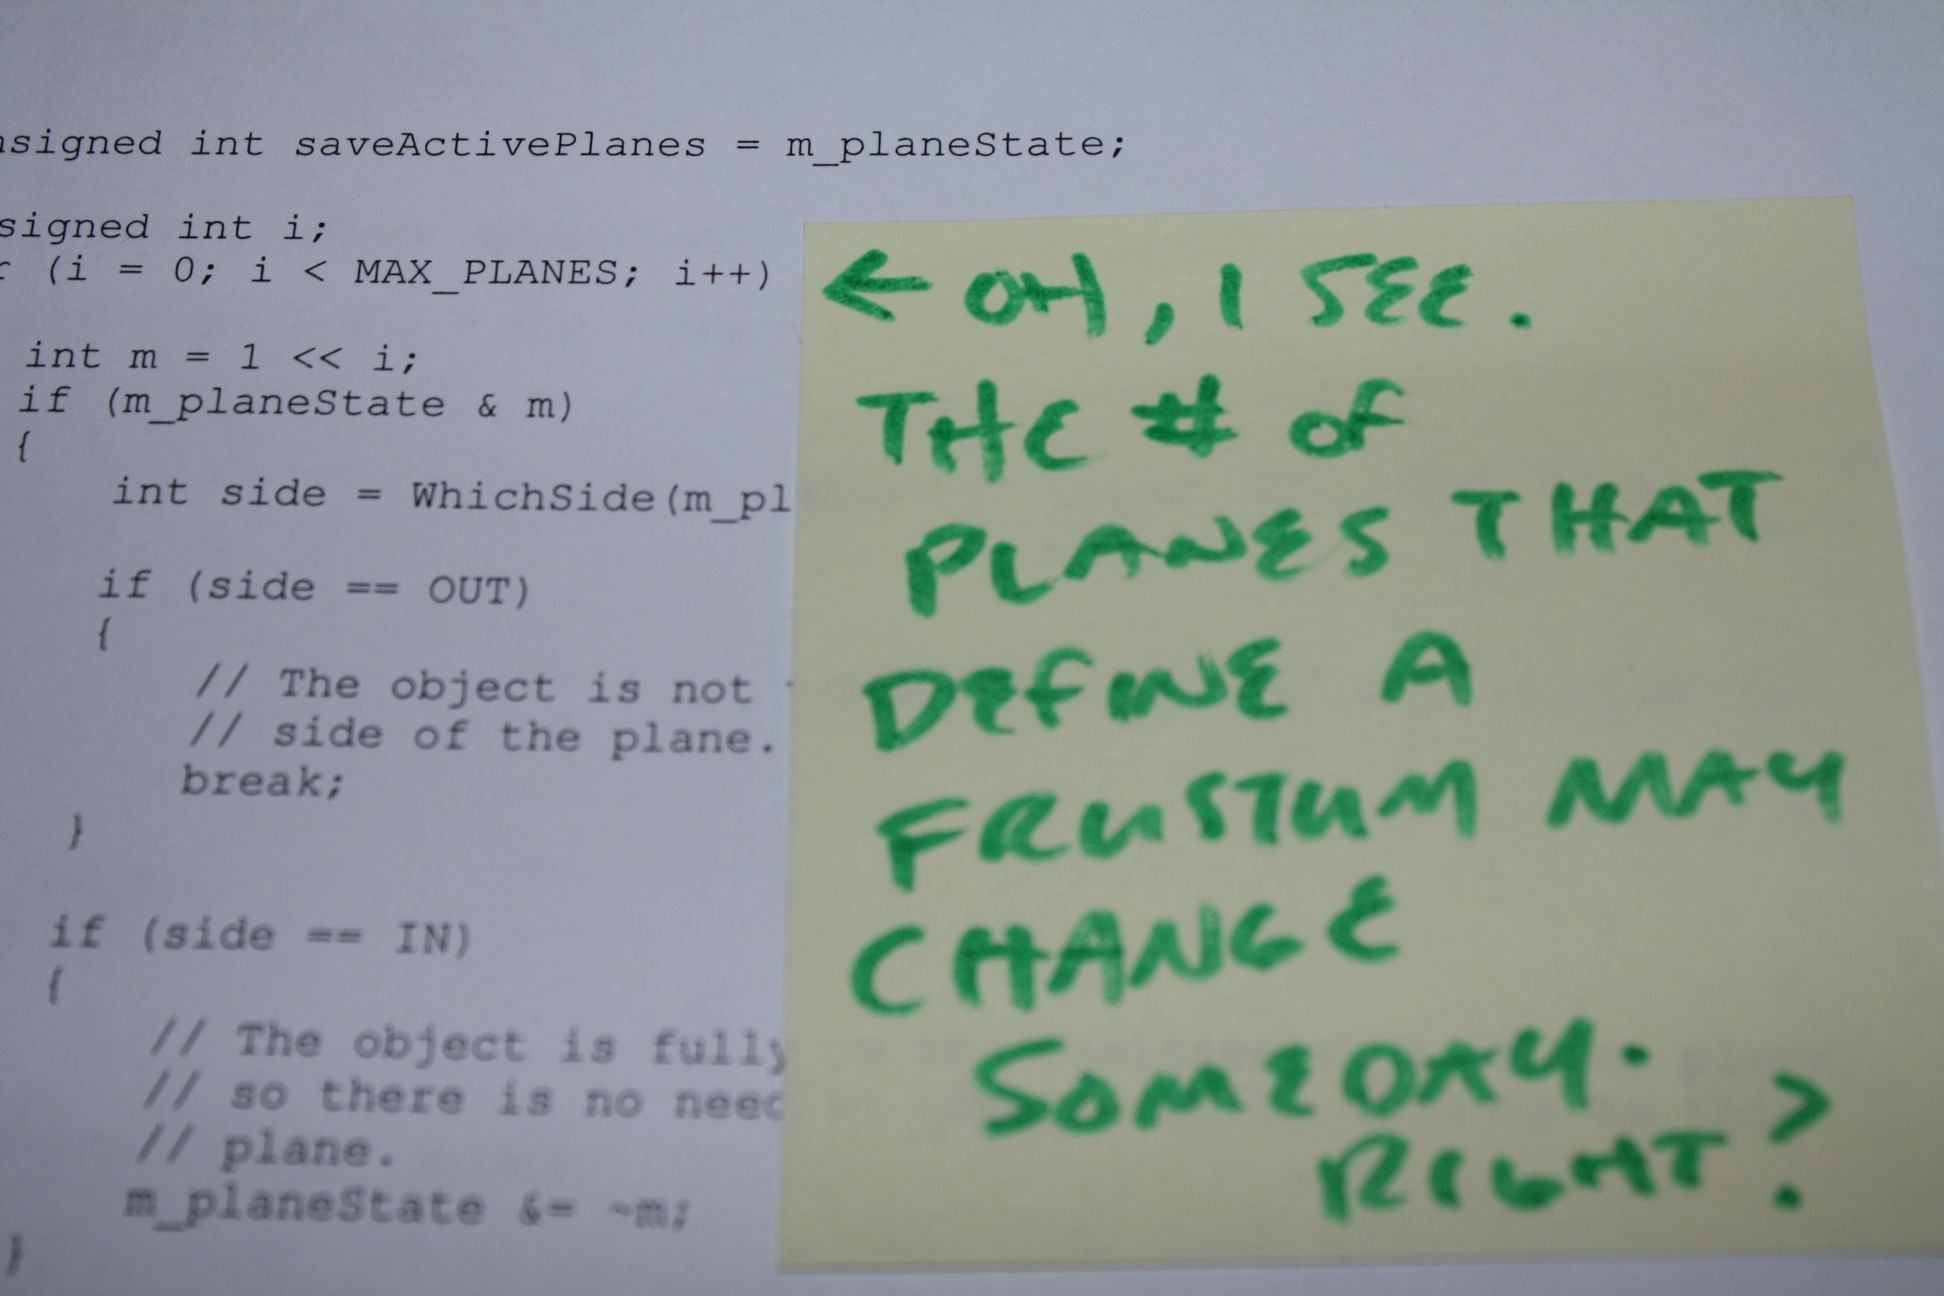 nsigned int saveActivePlanes = m_planeState;
signed int i;
r (i = 0; i < MAX_PLANES; i++)
int m = 1 << i;
if (m_planeState & m)
{
int side = WhichSide(m_pl
if (side == OUT)
{
// The object is not
// side of the plane.
break;
}
if (side == IN)
{
// The object is fully
// so there is no need
// plane.
m_planeState &= ~m;
}
← OH, I SEE.
THE # OF
PLANES THAT
DEFINE A
FRUSTUM MAY
CHANGE
SOMEDAY.
RIGHT?